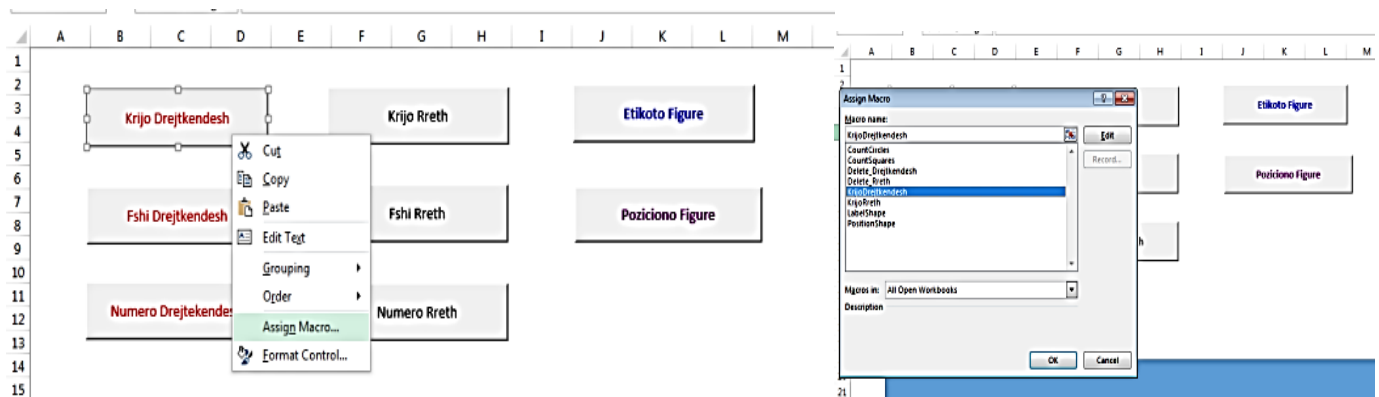 A B C D E F G H I J K L M
1
2
3
4
5
6
7
8
9
10
11
12
13
14
15
Krijo Drejtkendesh
Krijo Rreth
Etikoto Figure
Fshi Drejtkendesh
Fshi Rreth
Poziciono Figure
Numero Drejtekendes
Numero Rreth
Cut
Copy
Paste
Edit Text
Grouping
Order
Assign Macro...
Format Control...
A B C D E F G H I J K L M
1
2
21
Etikoto Figure
Poziciono Figure
h
Assign Macro
Macro name:
KrijoDrejtkendesh
Edit
Record...
CountCircles
CountSquares
Delete_Drejtkendesh
Delete_Rreth
KrijoDrejtkendesh
KrijoRreth
LabelShape
PositionShape
Macros in: All Open Workbooks
Description
OK Cancel